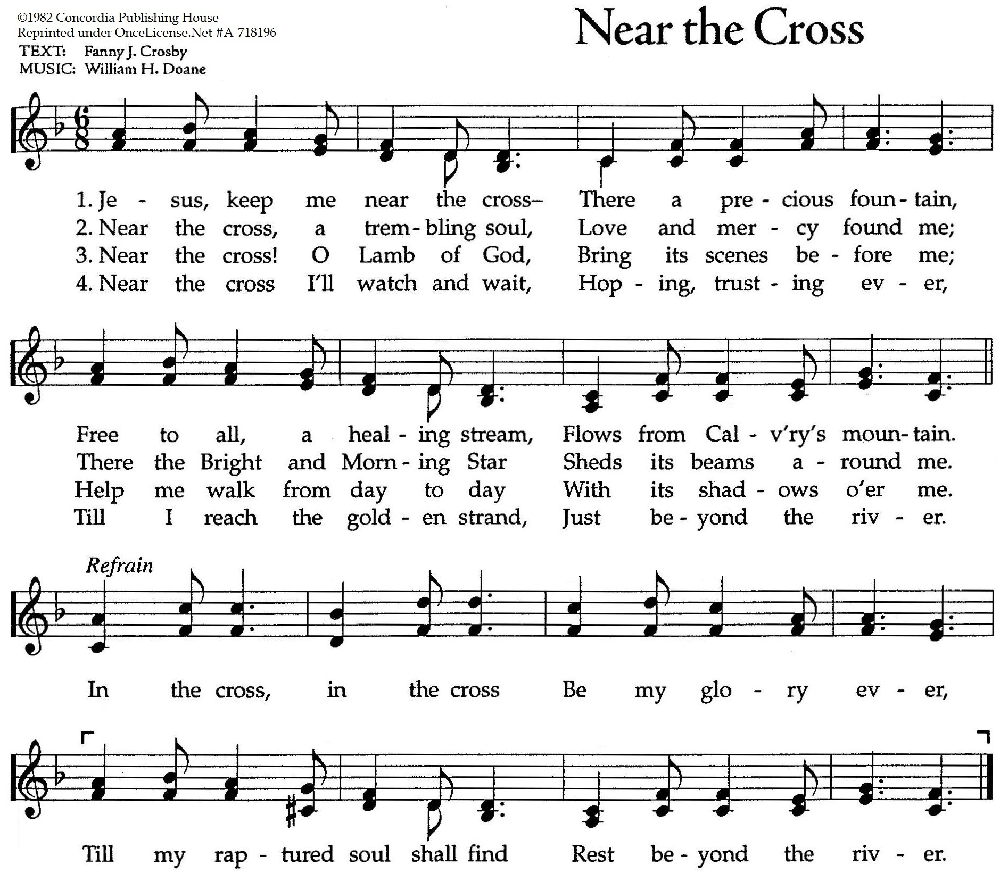 ©1982 Concordia Publishing House
Reprinted under OnceLicense.Net #A-718196
TEXT: Fanny J. Crosby
MUSIC: William H. Doane
Near the Cross
6
8
1. Je - sus, keep me near the cross– There a pre - cious foun - tain,
2. Near the cross, a trem - bling soul, Love and mer - cy found me;
3. Near the cross! O Lamb of God, Bring its scenes be - fore me;
4. Near the cross I'll watch and wait, Hop - ing, trust - ing ev - er,
Free to all, a heal - ing stream, Flows from Cal - v'ry's moun - tain.
There the Bright and Morn - ing Star Sheds its beams a - round me.
Help me walk from day to day With its shad - ows o'er me.
Till I reach the gold - en strand, Just be - yond the riv - er.
Refrain
In the cross, in the cross Be my glo - ry ev - er,
Till my rap - tured soul shall find Rest be - yond the riv - er.